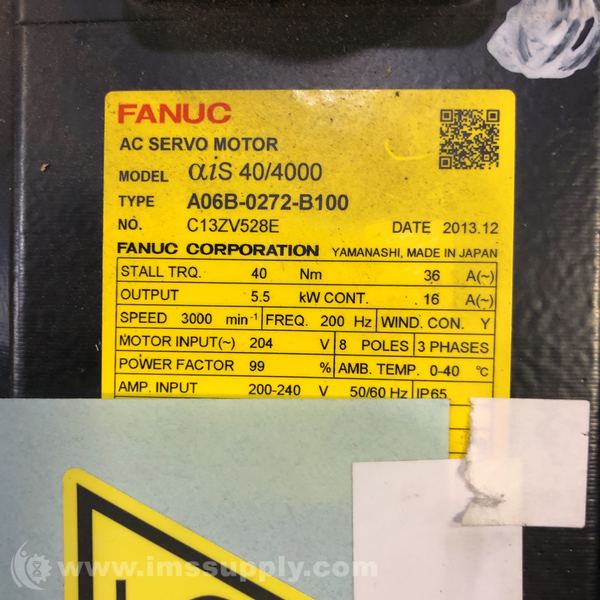 FANUC
AC SERVO MOTOR
MODEL αiS 40/4000
TYPE A06B-0272-B100
NO. C13ZV528E DATE 2013.12
FANUC CORPORATION YAMANASHI, MADE IN JAPAN
STALL TRQ. 40 Nm 36 A(~)
OUTPUT 5.5 kW CONT. 16 A(~)
SPEED 3000 min⁻¹ FREQ. 200 Hz WIND. CON. Y
MOTOR INPUT(~) 204 V 8 POLES 3 PHASES
POWER FACTOR 99 % AMB. TEMP. 0-40 ℃
AMP. INPUT 200-240 V 50/60 Hz IP65
www.imssupply.com